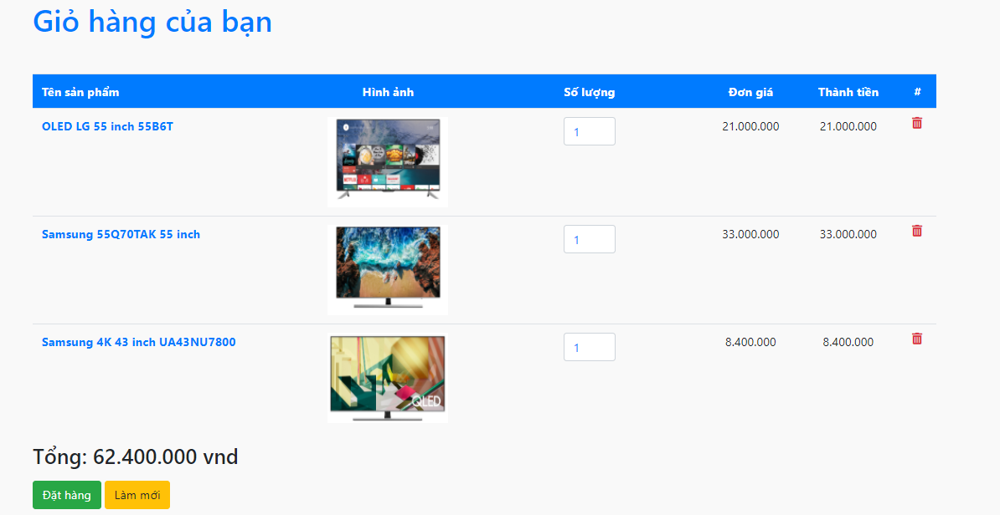 Giỏ hàng của bạn
Tên sản phẩm Hình ảnh Số lượng Đơn giá Thành tiền #
OLED LG 55 inch 55B6T 1 21.000.000 21.000.000
Samsung 55Q70TAK 55 inch 1 33.000.000 33.000.000
Samsung 4K 43 inch UA43NU7800 1 8.400.000 8.400.000
QLED
Tổng: 62.400.000 vnd
Đặt hàng Làm mới